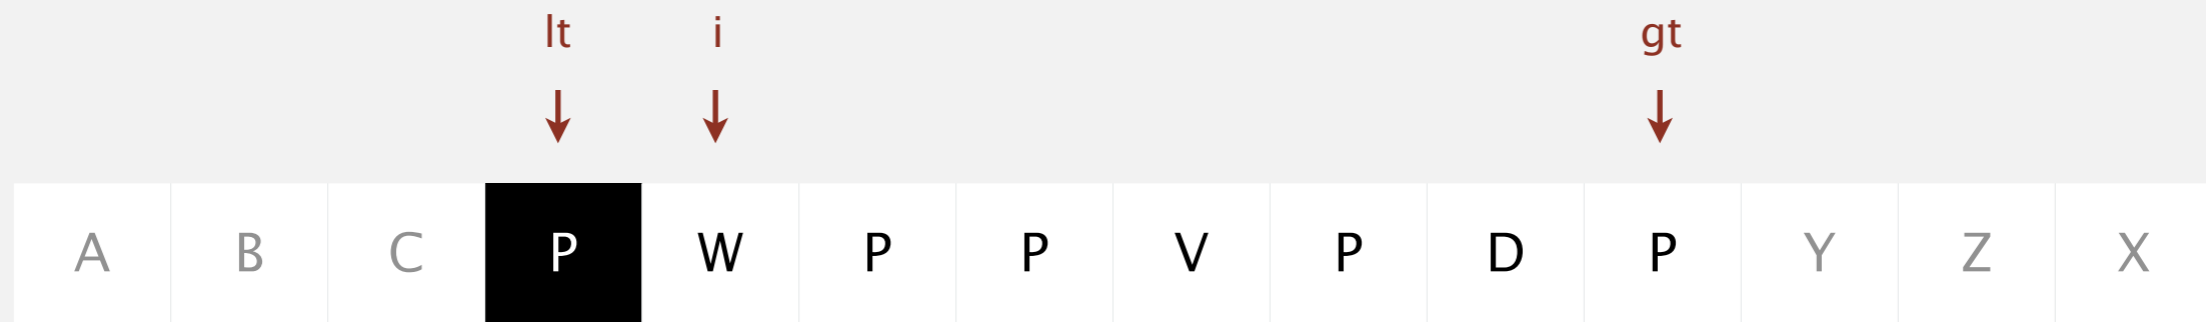 lt i gt
A B C P W P P V P D P Y Z X